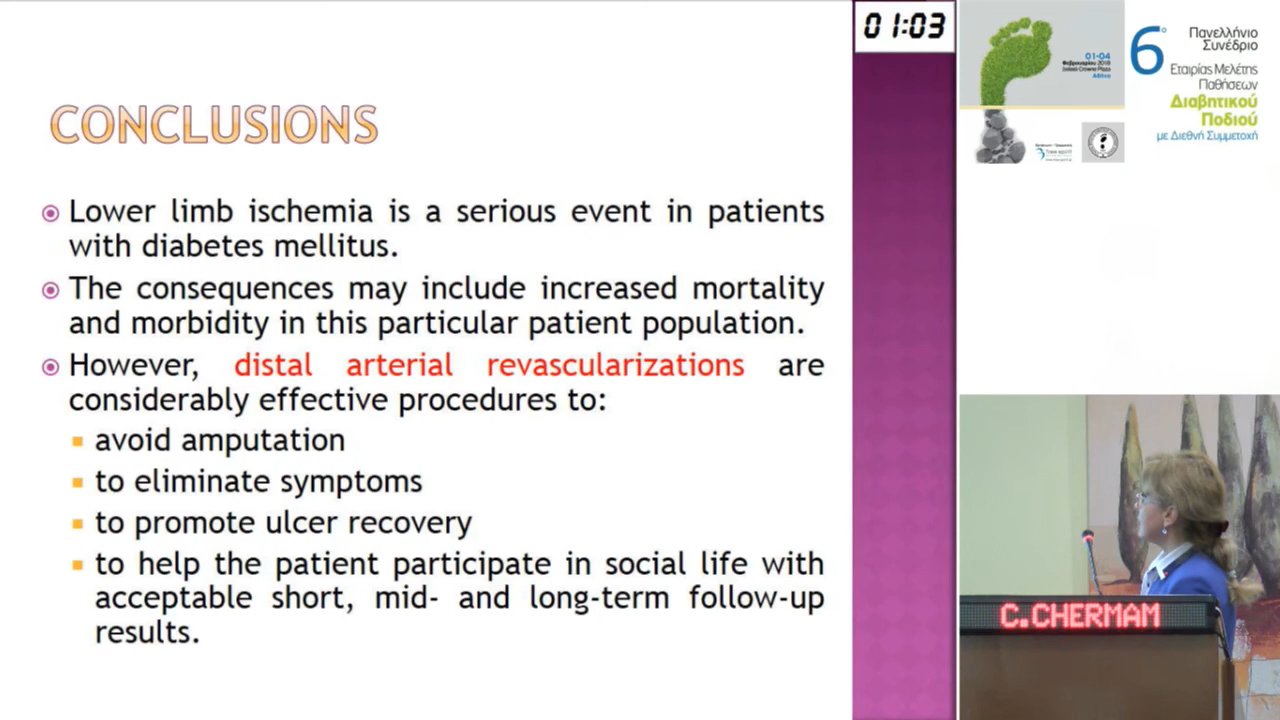 CONCLUSIONS
Lower limb ischemia is a serious event in patients
with diabetes mellitus.
The consequences may include increased mortality
and morbidity in this particular patient population.
However, distal arterial revascularizations are
considerably effective procedures to:
avoid amputation
to eliminate symptoms
to promote ulcer recovery
to help the patient participate in social life with
acceptable short, mid- and long-term follow-up
results.
01:03
01-04
Φεβρουαρίου 2018
Αθήνα
6ο
Πανελλήνιο
Συνέδριο
Εταιρίας Μελέτης
Παθήσεων
Διαβητικού
Ποδιού
με Διεθνή Συμμετοχή
C.CHERMAM